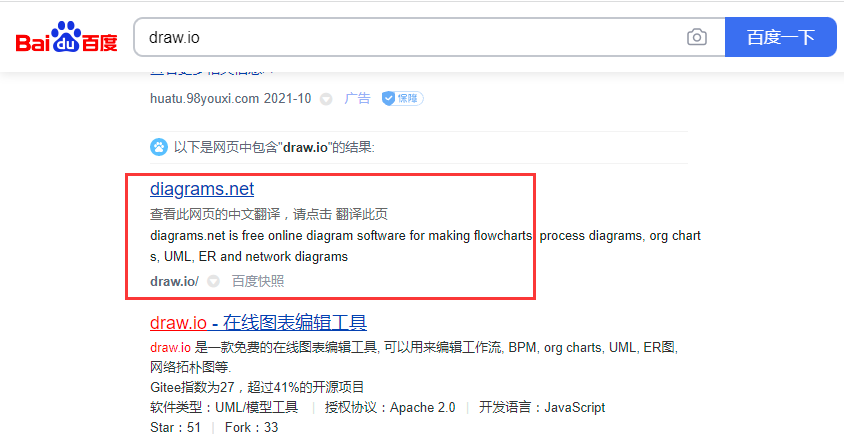 Bai du 百度
draw.io
百度一下
huatu.98youxi.com 2021-10 广告 保障
以下是网页中包含"draw.io"的结果:
diagrams.net
查看此网页的中文翻译，请点击 翻译此页
diagrams.net is free online diagram software for making flowcharts, process diagrams, org chart
s, UML, ER and network diagrams
draw.io/ 百度快照
draw.io - 在线图表编辑工具
draw.io 是一款免费的在线图表编辑工具, 可以用来编辑工作流, BPM, org charts, UML, ER图,
网络拓朴图等.
Gitee指数为27，超过41%的开源项目
软件类型：UML/模型工具 | 授权协议：Apache 2.0 | 开发语言：JavaScript
Star：51 | Fork：33